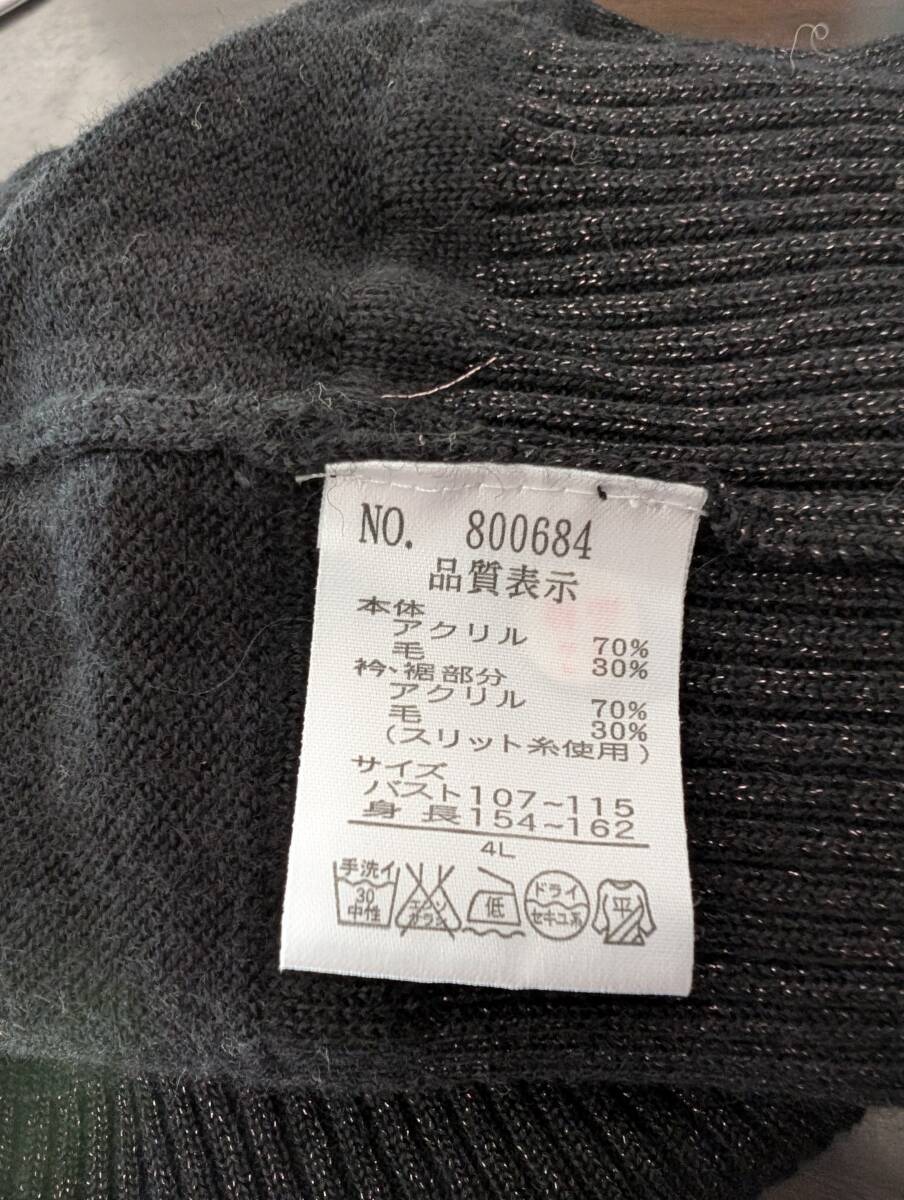 NO. 800684
品質表示
本体
アクリル 70%
毛 30%
衿、裾部分
アクリル 70%
毛 30%
(スリット糸使用)
サイズ
バスト107~115
身長154~162
4L
手洗イ
30
中性
エンソ
サラシ
低
ドライ
セキユ系
平